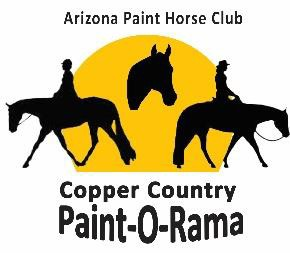 Arizona Paint Horse Club
Copper Country
Paint-O-Rama